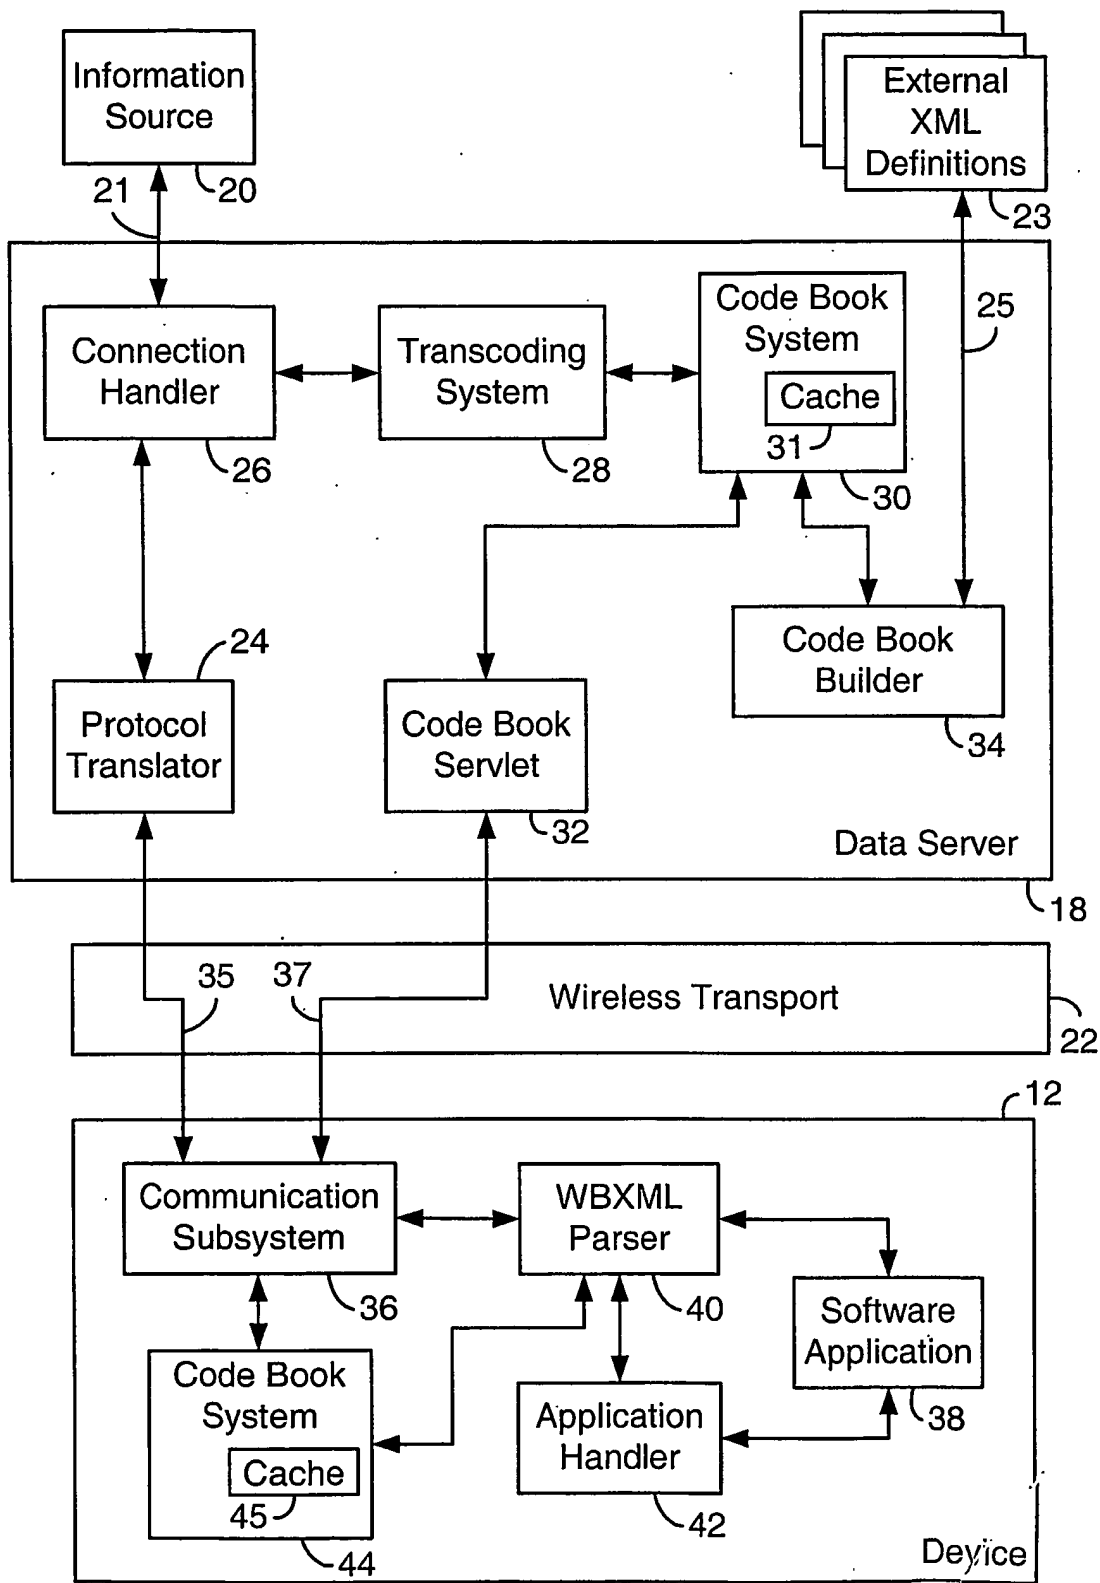 Information
Source
20
21
External
XML
Definitions
23
25
Connection
Handler
26
Transcoding
System
28
Code Book
System
Cache
31
30
24
Protocol
Translator
Code Book
Servlet
32
Code Book
Builder
34
Data Server
18
35
37
Wireless Transport
22
12
Communication
Subsystem
36
WBXML
Parser
40
Software
Application
38
Code Book
System
Cache
45
44
Application
Handler
42
Device